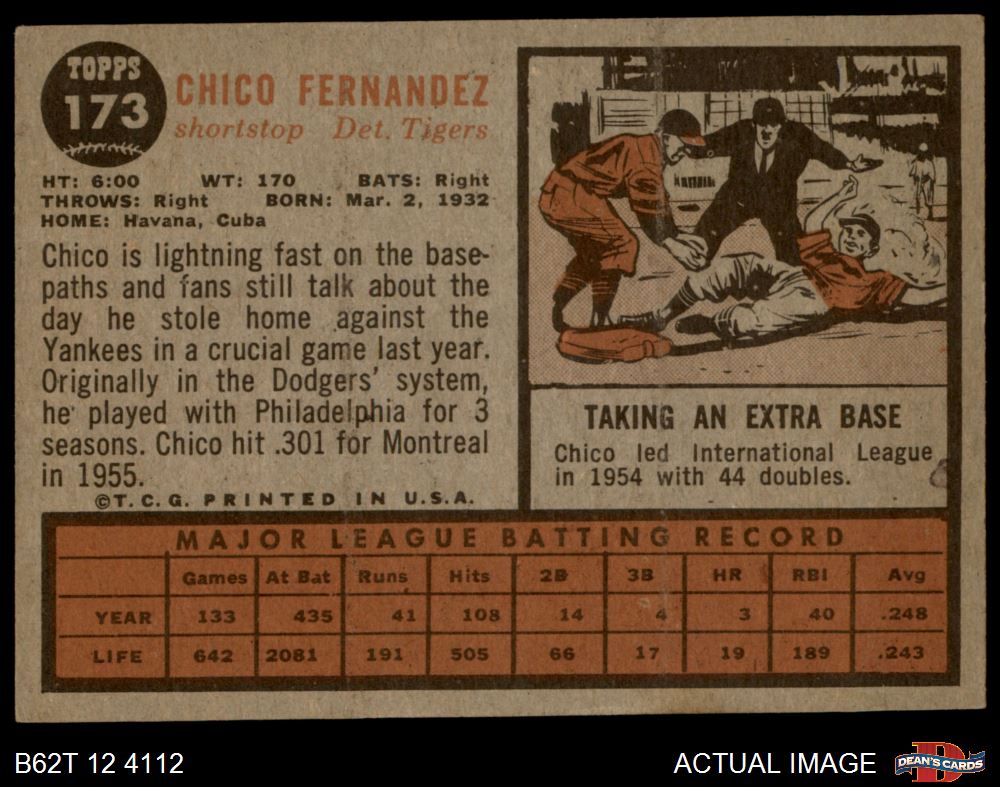 TOPPS
173
CHICO FERNANDEZ
shortstop Det. Tigers
HT: 6:00 WT: 170 BATS: Right
THROWS: Right BORN: Mar. 2, 1932
HOME: Havana, Cuba
Chico is lightning fast on the base-
paths and fans still talk about the
day he stole home against the
Yankees in a crucial game last year.
Originally in the Dodgers' system,
he played with Philadelphia for 3
seasons. Chico hit .301 for Montreal
in 1955.
©T.C.G. PRINTED IN U.S.A.
TAKING AN EXTRA BASE
Chico led International League
in 1954 with 44 doubles.
MAJOR LEAGUE BATTING RECORD
Games At Bat Runs Hits 2B 3B HR RBI Avg
YEAR 133 435 41 108 14 4 3 40 .248
LIFE 642 2081 191 505 66 17 19 189 .243
B62T 12 4112
ACTUAL IMAGE
DEAN'S CARDS